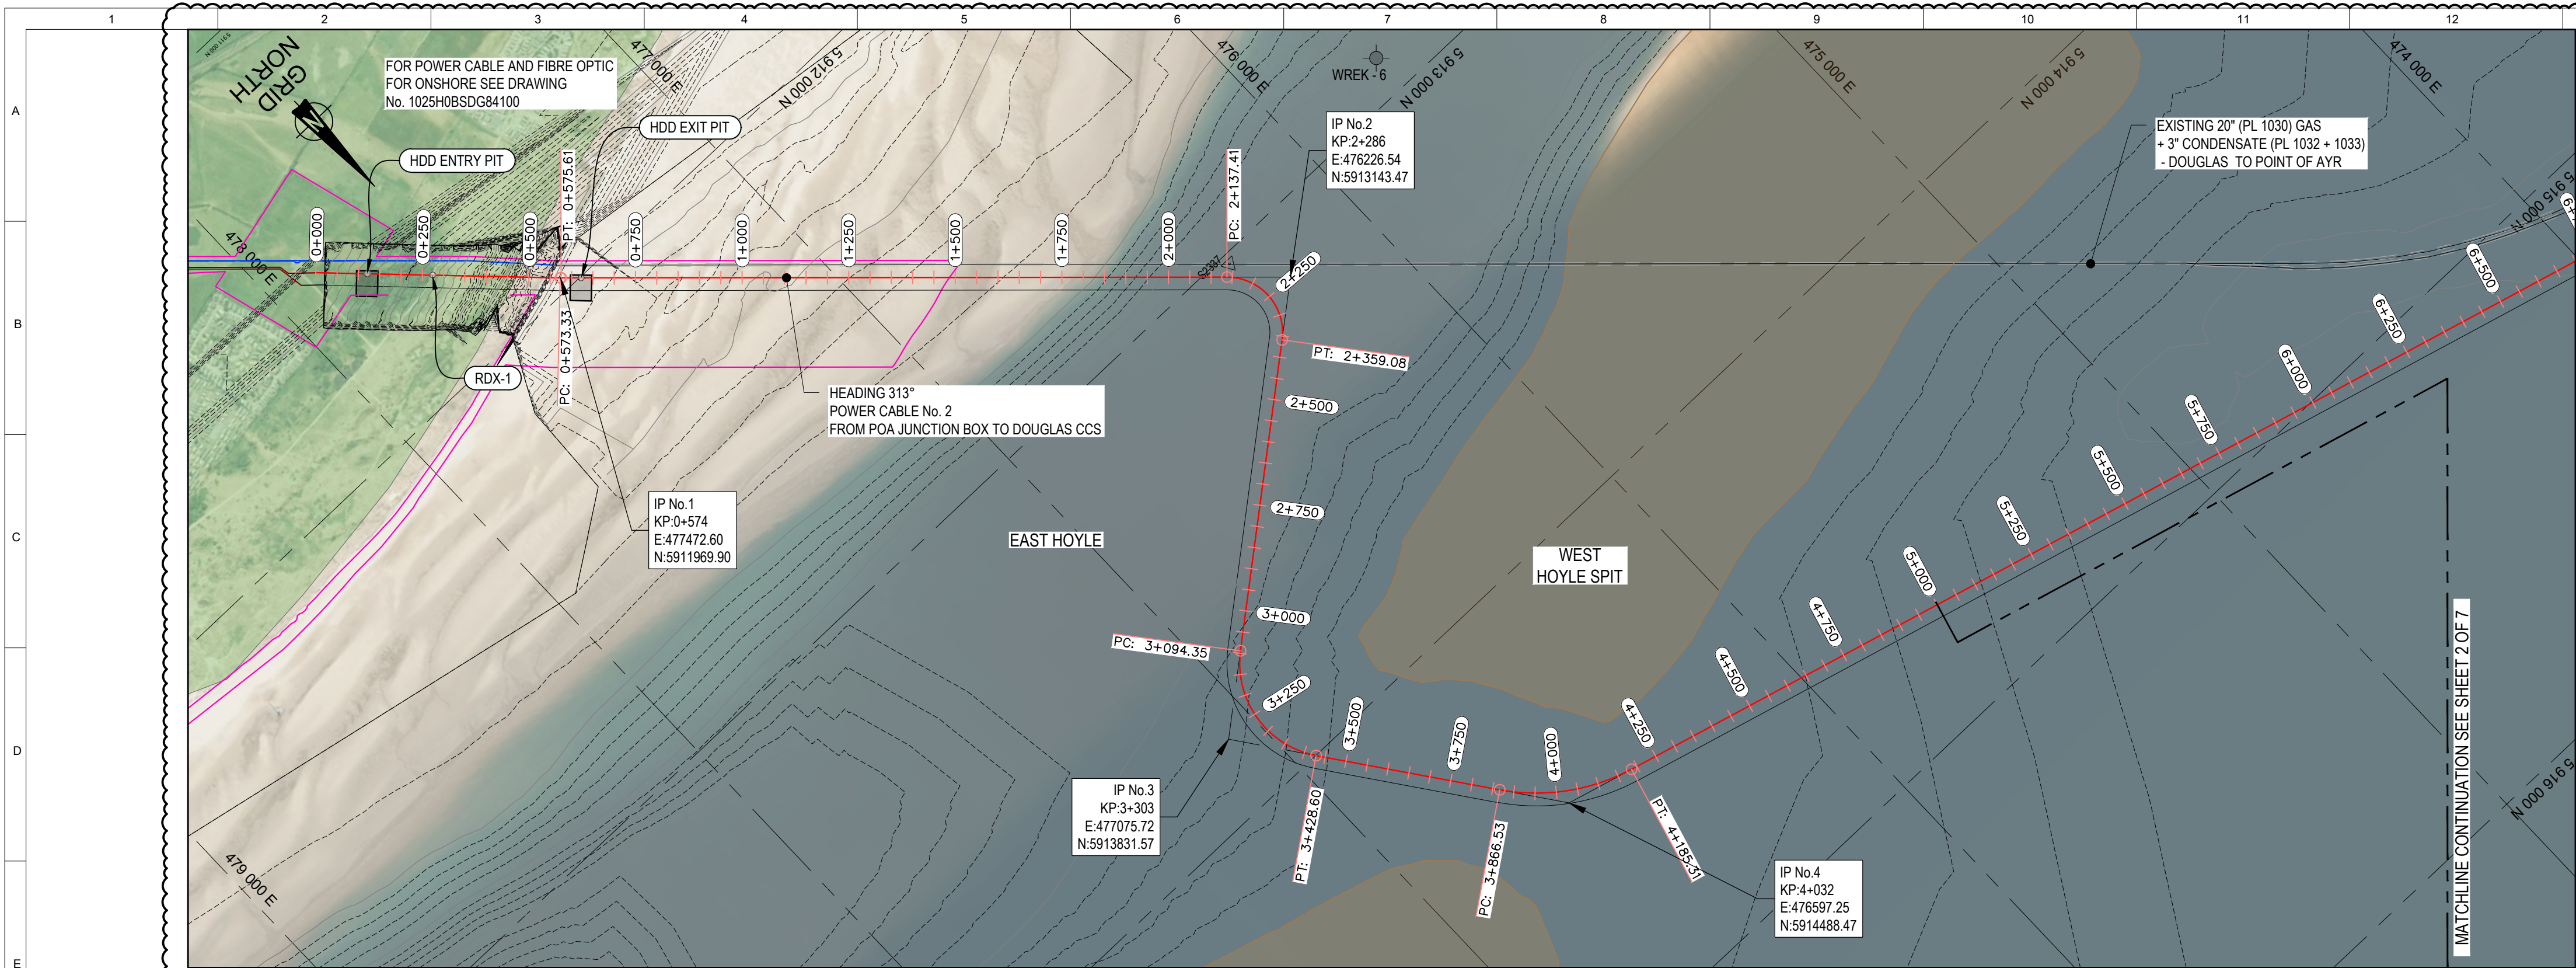 1 2 3 4 5 6 7 8 9 10 11 12
A
B
C
D
E
5 911 000 N
GRID
NORTH
FOR POWER CABLE AND FIBRE OPTIC
FOR ONSHORE SEE DRAWING
No. 1025H0BSDG84100
477 000 E
5 912 000 N
476 000 E
WREK - 6
5 913 000 N
475 000 E
5 914 000 N
474 000 E
HDD ENTRY PIT
HDD EXIT PIT
IP No.2
KP:2+286
E:476226.54
N:5913143.47
EXISTING 20" (PL 1030) GAS
+ 3" CONDENSATE (PL 1032 + 1033)
- DOUGLAS TO POINT OF AYR
5 915 000 N
478 000 E
0+000
0+250
0+500
PT: 0+575.61
0+750
1+000
1+250
1+500
1+750
2+000
PC: 2+137.41
S2337
2+250
PT: 2+359.08
PC: 0+573.33
RDX-1
HEADING 313°
POWER CABLE No. 2
FROM POA JUNCTION BOX TO DOUGLAS CCS
2+500
2+750
3+000
PC: 3+094.35
3+250
3+500
3+750
4+000
4+250
4+500
4+750
5+000
5+250
5+500
5+750
6+000
6+250
6+500
IP No.1
KP:0+574
E:477472.60
N:5911969.90
EAST HOYLE
WEST
HOYLE SPIT
IP No.3
KP:3+303
E:477075.72
N:5913831.57
PT: 3+428.60
PC: 3+866.53
PT: 4+185.31
IP No.4
KP:4+032
E:476597.25
N:5914488.47
479 000 E
5 916 000 N
MATCHLINE CONTINUATION SEE SHEET 2 OF 7